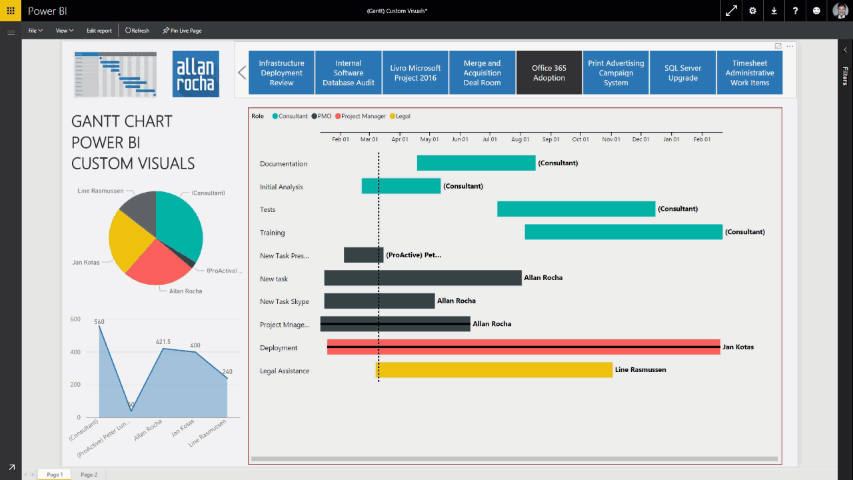 Power BI
(Gantt) Custom Visuals*
File
View
Edit report
Refresh
Pin Live Page
Filters
allan
rocha
Infrastructure
Deployment
Review
Internal
Software
Database Audit
Livro Microsoft
Project 2016
Merge and
Acquisition
Deal Room
Office 365
Adoption
Print Advertising
Campaign
System
SQL Server
Upgrade
Timesheet
Administrative
Work Items
GANTT CHART
POWER BI
CUSTOM VISUALS
Role Consultant PMO Project Manager Legal
Feb 01 Mar 01 Apr 01 May 01 Jun 01 Jul 01 Aug 01 Sep 01 Oct 01 Nov 01 Dec 01 Jan 01 Feb 01
Documentation (Consultant)
Initial Analysis (Consultant)
Tests (Consultant)
Training (Consultant)
New Task Pres... (ProActive) Pet...
New task Allan Rocha
New Task Skype Allan Rocha
Project Mnage... Allan Rocha
Deployment Jan Kotas
Legal Assistance Line Rasmussen
Line Rasmussen
(Consultant)
Jan Kotas
(ProActive)...
Allan Rocha
600
400
200
0
560
421.5
400
240
(Consultant)
(ProActive) Peter Lun...
Allan Rocha
Jan Kotas
Line Rasmussen
Page 1
Page 2